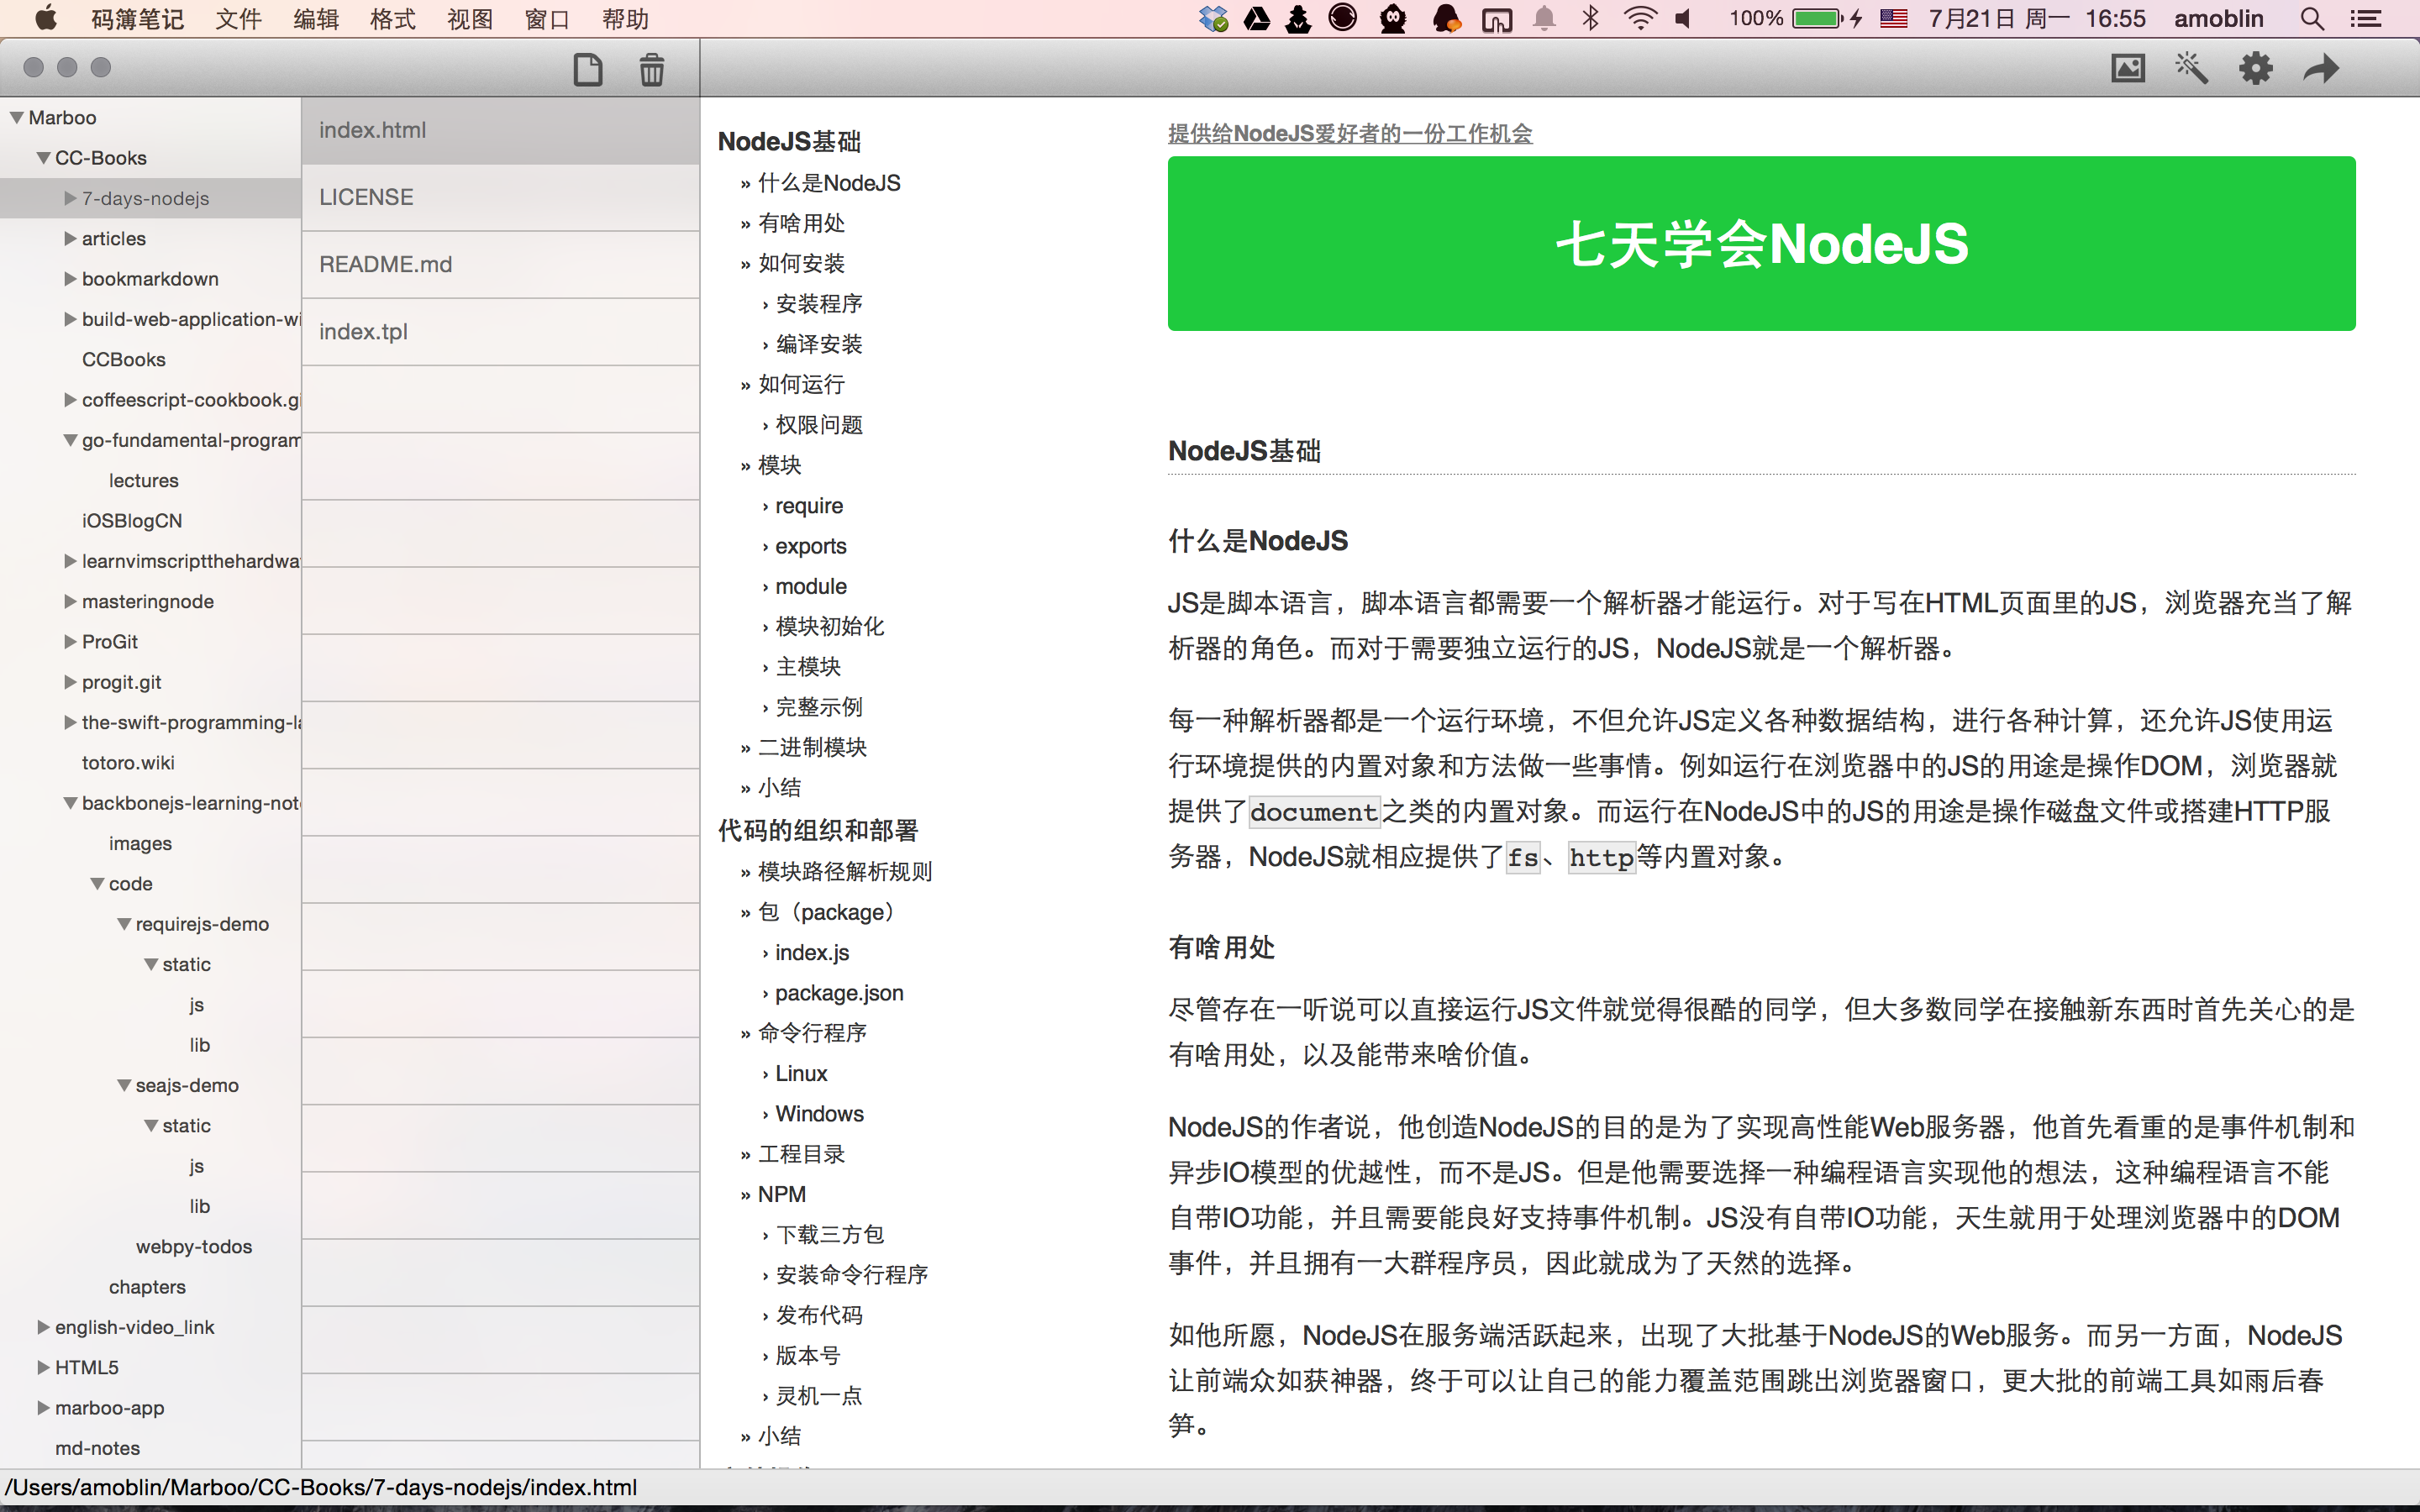 码簿笔记 文件 编辑 格式 视图 窗口 帮助 100% 7月21日 周一 16:55 amoblin
Marboo
CC-Books
7-days-nodejs
articles
bookmarkdown
build-web-application-wi
CCBooks
coffeescript-cookbook.gi
go-fundamental-program
lectures
iOSBlogCN
learnvimscriptthehardwa
masteringnode
ProGit
progit.git
the-swift-programming-la
totoro.wiki
backbonejs-learning-not
images
code
requirejs-demo
static
js
lib
seajs-demo
static
js
lib
webpy-todos
chapters
english-video_link
HTML5
marboo-app
md-notes
index.html
LICENSE
README.md
index.tpl
NodeJS基础
» 什么是NodeJS
» 有啥用处
» 如何安装
› 安装程序
› 编译安装
» 如何运行
› 权限问题
» 模块
› require
› exports
› module
› 模块初始化
› 主模块
› 完整示例
» 二进制模块
» 小结
代码的组织和部署
» 模块路径解析规则
» 包（package）
› index.js
› package.json
» 命令行程序
› Linux
› Windows
» 工程目录
» NPM
› 下载三方包
› 安装命令行程序
› 发布代码
› 版本号
› 灵机一点
» 小结
提供给NodeJS爱好者的一份工作机会
七天学会NodeJS
NodeJS基础
什么是NodeJS
JS是脚本语言，脚本语言都需要一个解析器才能运行。对于写在HTML页面里的JS，浏览器充当了解
析器的角色。而对于需要独立运行的JS，NodeJS就是一个解析器。
每一种解析器都是一个运行环境，不但允许JS定义各种数据结构，进行各种计算，还允许JS使用运
行环境提供的内置对象和方法做一些事情。例如运行在浏览器中的JS的用途是操作DOM，浏览器就
提供了document之类的内置对象。而运行在NodeJS中的JS的用途是操作磁盘文件或搭建HTTP服
务器，NodeJS就相应提供了fs、http等内置对象。
有啥用处
尽管存在一听说可以直接运行JS文件就觉得很酷的同学，但大多数同学在接触新东西时首先关心的是
有啥用处，以及能带来啥价值。
NodeJS的作者说，他创造NodeJS的目的是为了实现高性能Web服务器，他首先看重的是事件机制和
异步IO模型的优越性，而不是JS。但是他需要选择一种编程语言实现他的想法，这种编程语言不能
自带IO功能，并且需要能良好支持事件机制。JS没有自带IO功能，天生就用于处理浏览器中的DOM
事件，并且拥有一大群程序员，因此就成为了天然的选择。
如他所愿，NodeJS在服务端活跃起来，出现了大批基于NodeJS的Web服务。而另一方面，NodeJS
让前端众如获神器，终于可以让自己的能力覆盖范围跳出浏览器窗口，更大批的前端工具如雨后春
笋。
/Users/amoblin/Marboo/CC-Books/7-days-nodejs/index.html